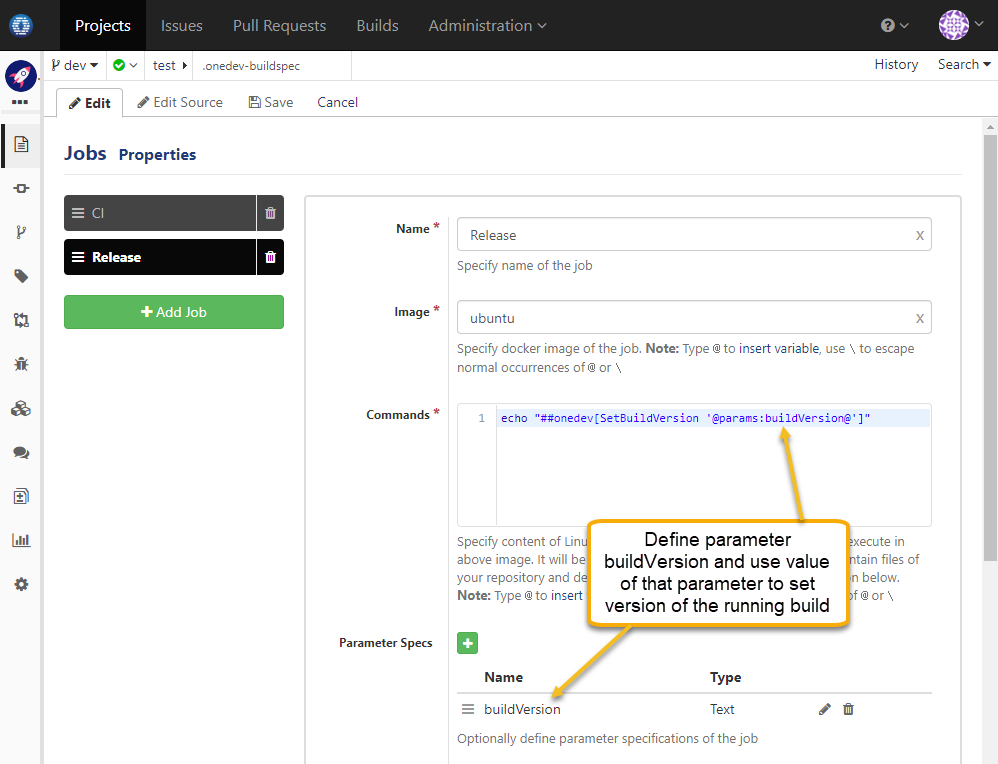 Projects Issues Pull Requests Builds Administration
dev test .onedev-buildspec History Search
Edit Edit Source Save Cancel
Jobs Properties
CI
Release
Add Job
Name *
Release x
Specify name of the job
Image *
ubuntu x
Specify docker image of the job. Note: Type @ to insert variable, use \ to escape
normal occurrences of @ or \
Commands *
1 echo "##onedev[SetBuildVersion '@params:buildVersion@']"
Define parameter
buildVersion and use value
of that parameter to set
version of the running build
Specify content of Linu execute in
above image. It will be ntain files of
your repository and de n below.
Note: Type @ to insert of @ or \
Parameter Specs +
Name Type
buildVersion Text
Optionally define parameter specifications of the job